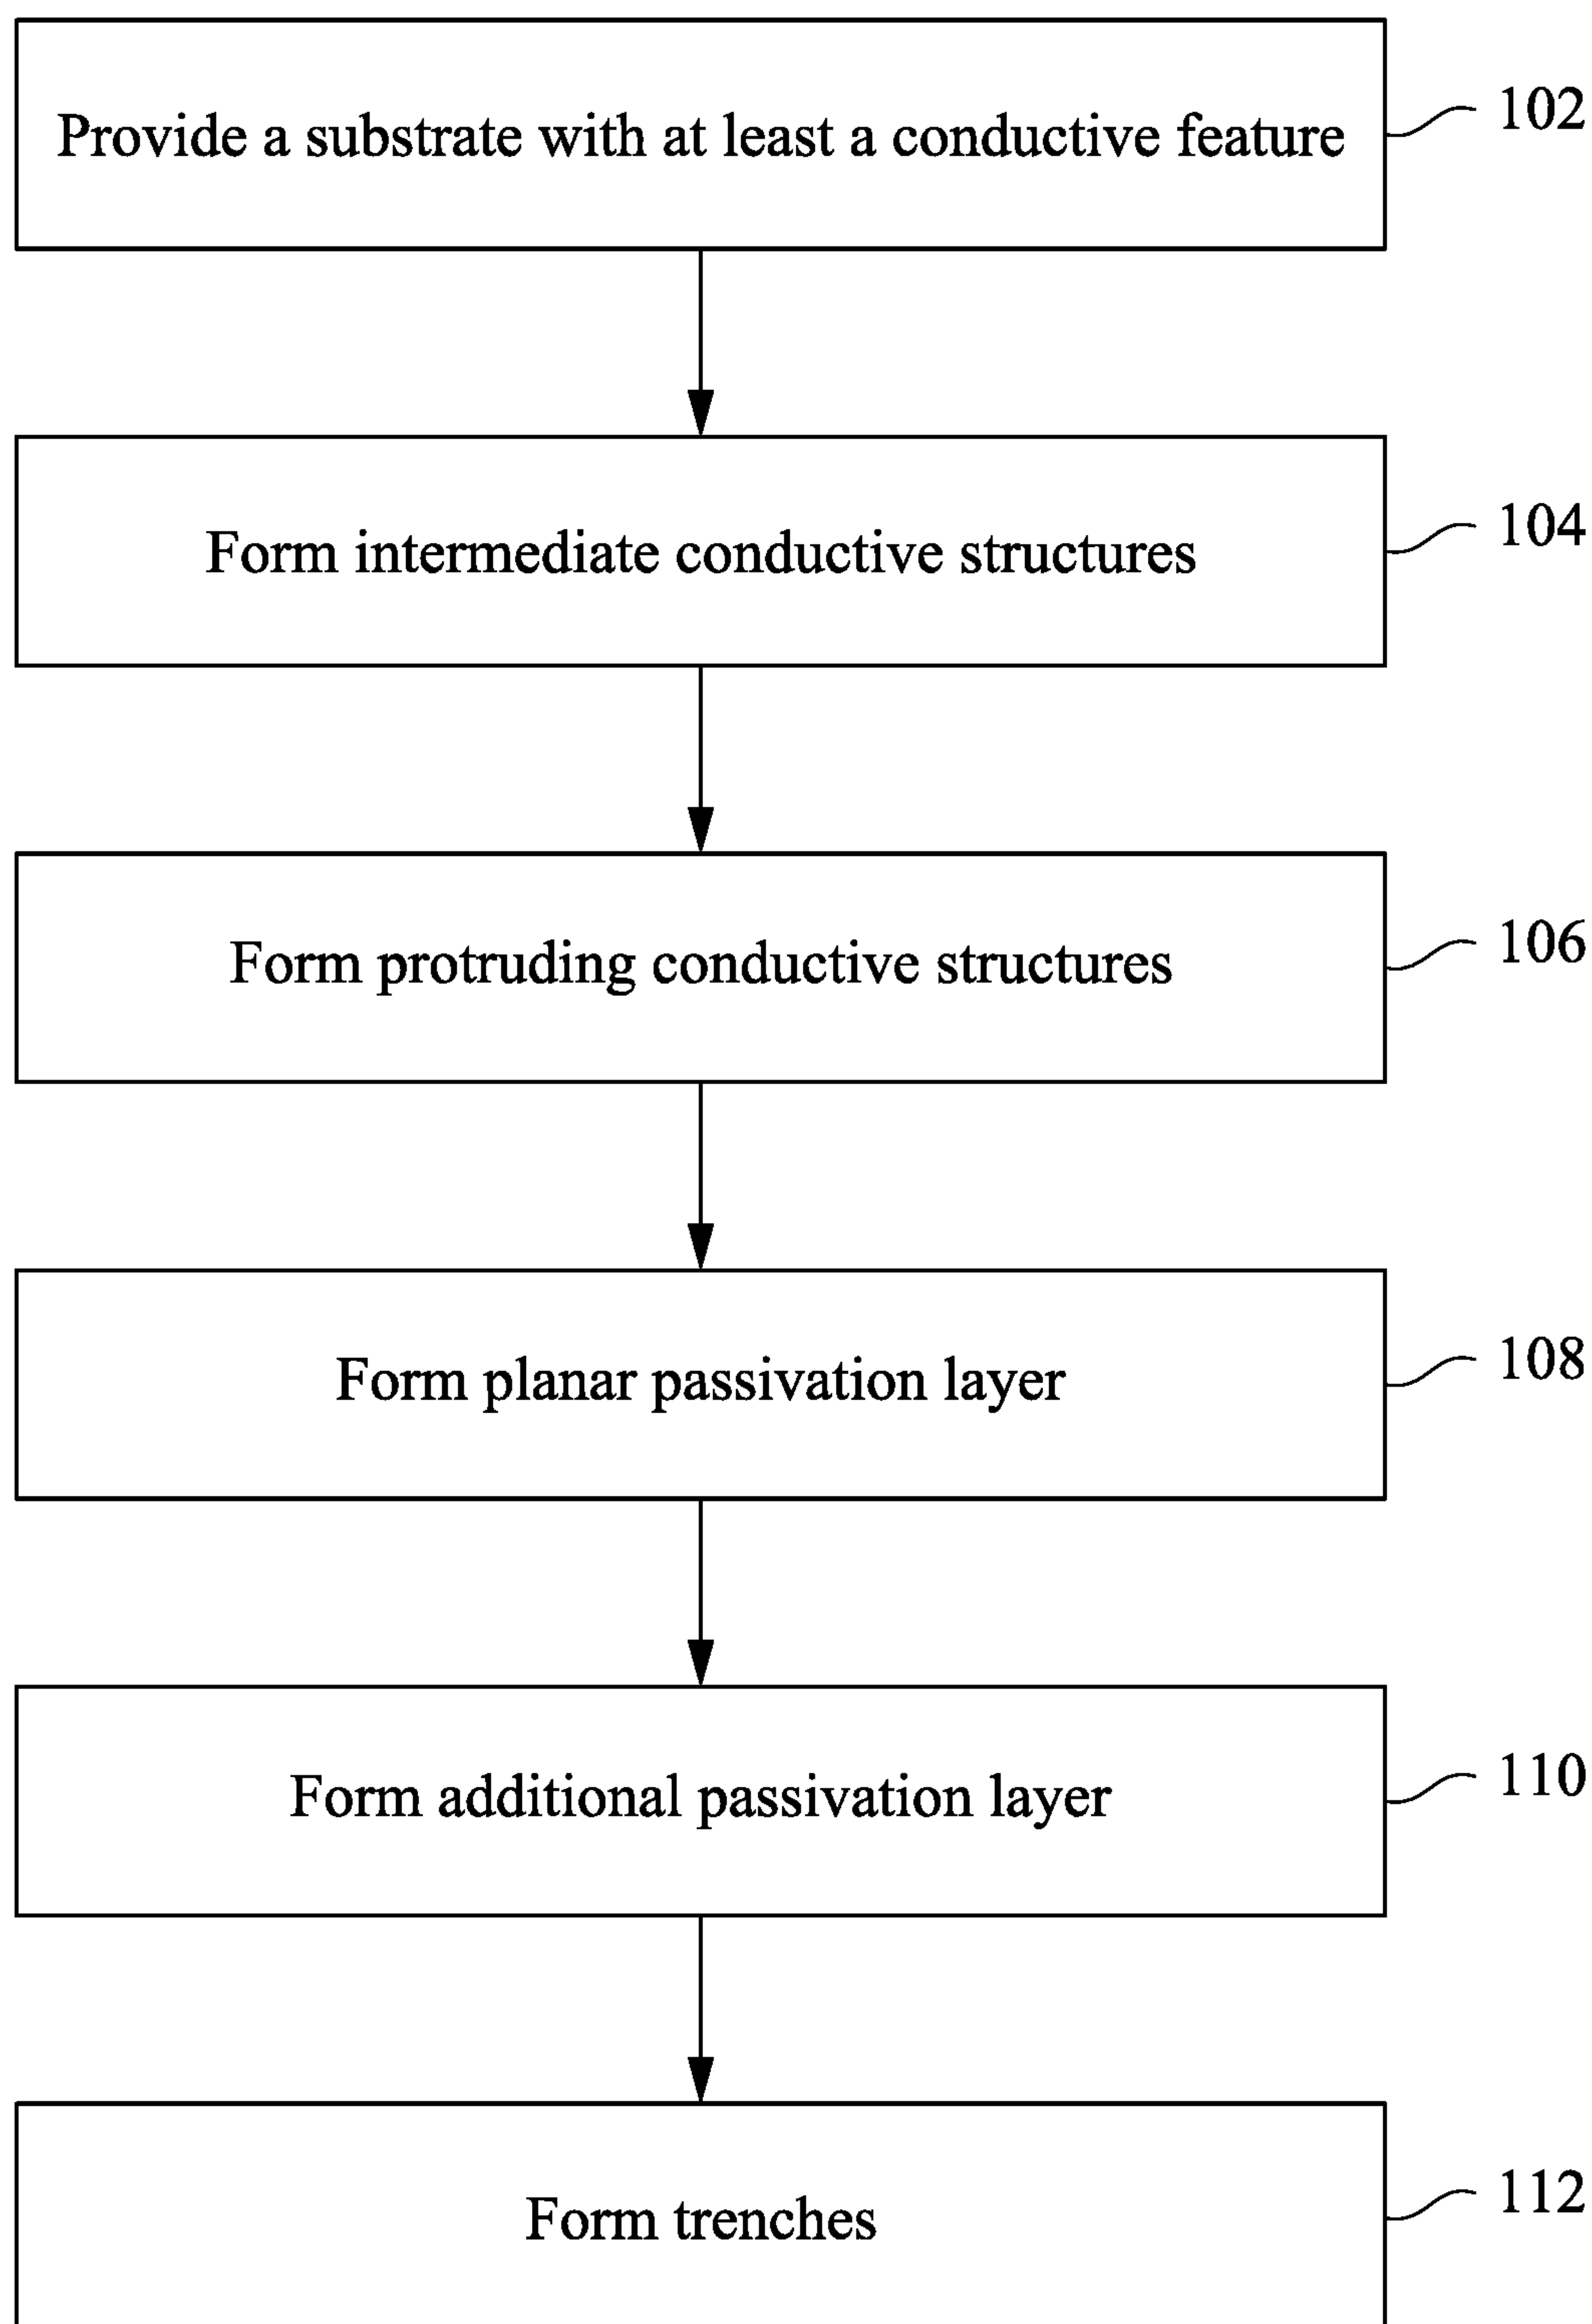 Provide a substrate with at least a conductive feature
102
Form intermediate conductive structures
104
Form protruding conductive structures
106
Form planar passivation layer
108
Form additional passivation layer
110
Form trenches
112